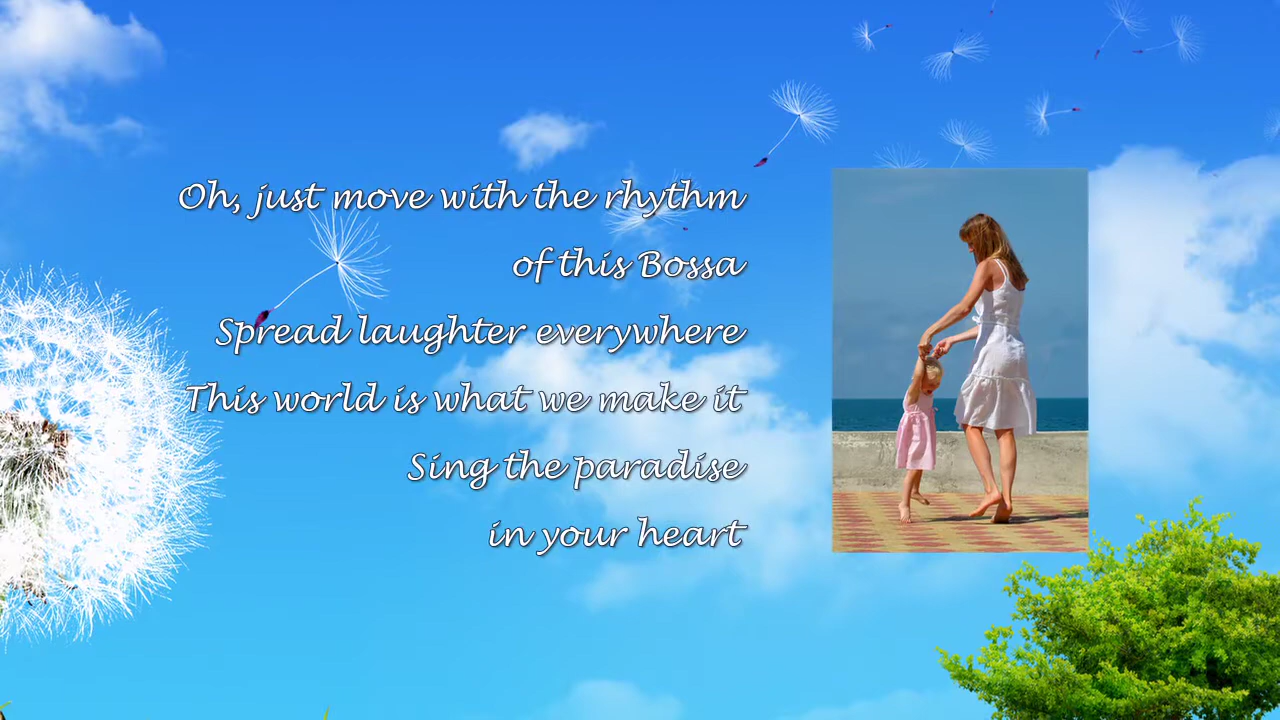 Oh, just move with the rhythm
of this Bossa
Spread laughter everywhere
This world is what we make it
Sing the paradise
in your heart